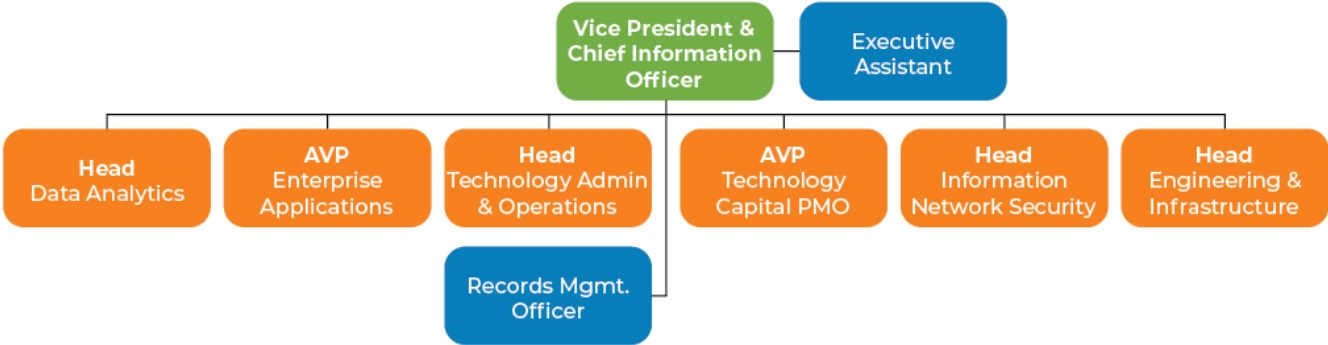 Vice President &
Chief Information
Officer
Executive
Assistant
Head
Data Analytics
AVP
Enterprise
Applications
Head
Technology Admin
& Operations
AVP
Technology
Capital PMO
Head
Information
Network Security
Head
Engineering &
Infrastructure
Records Mgmt.
Officer